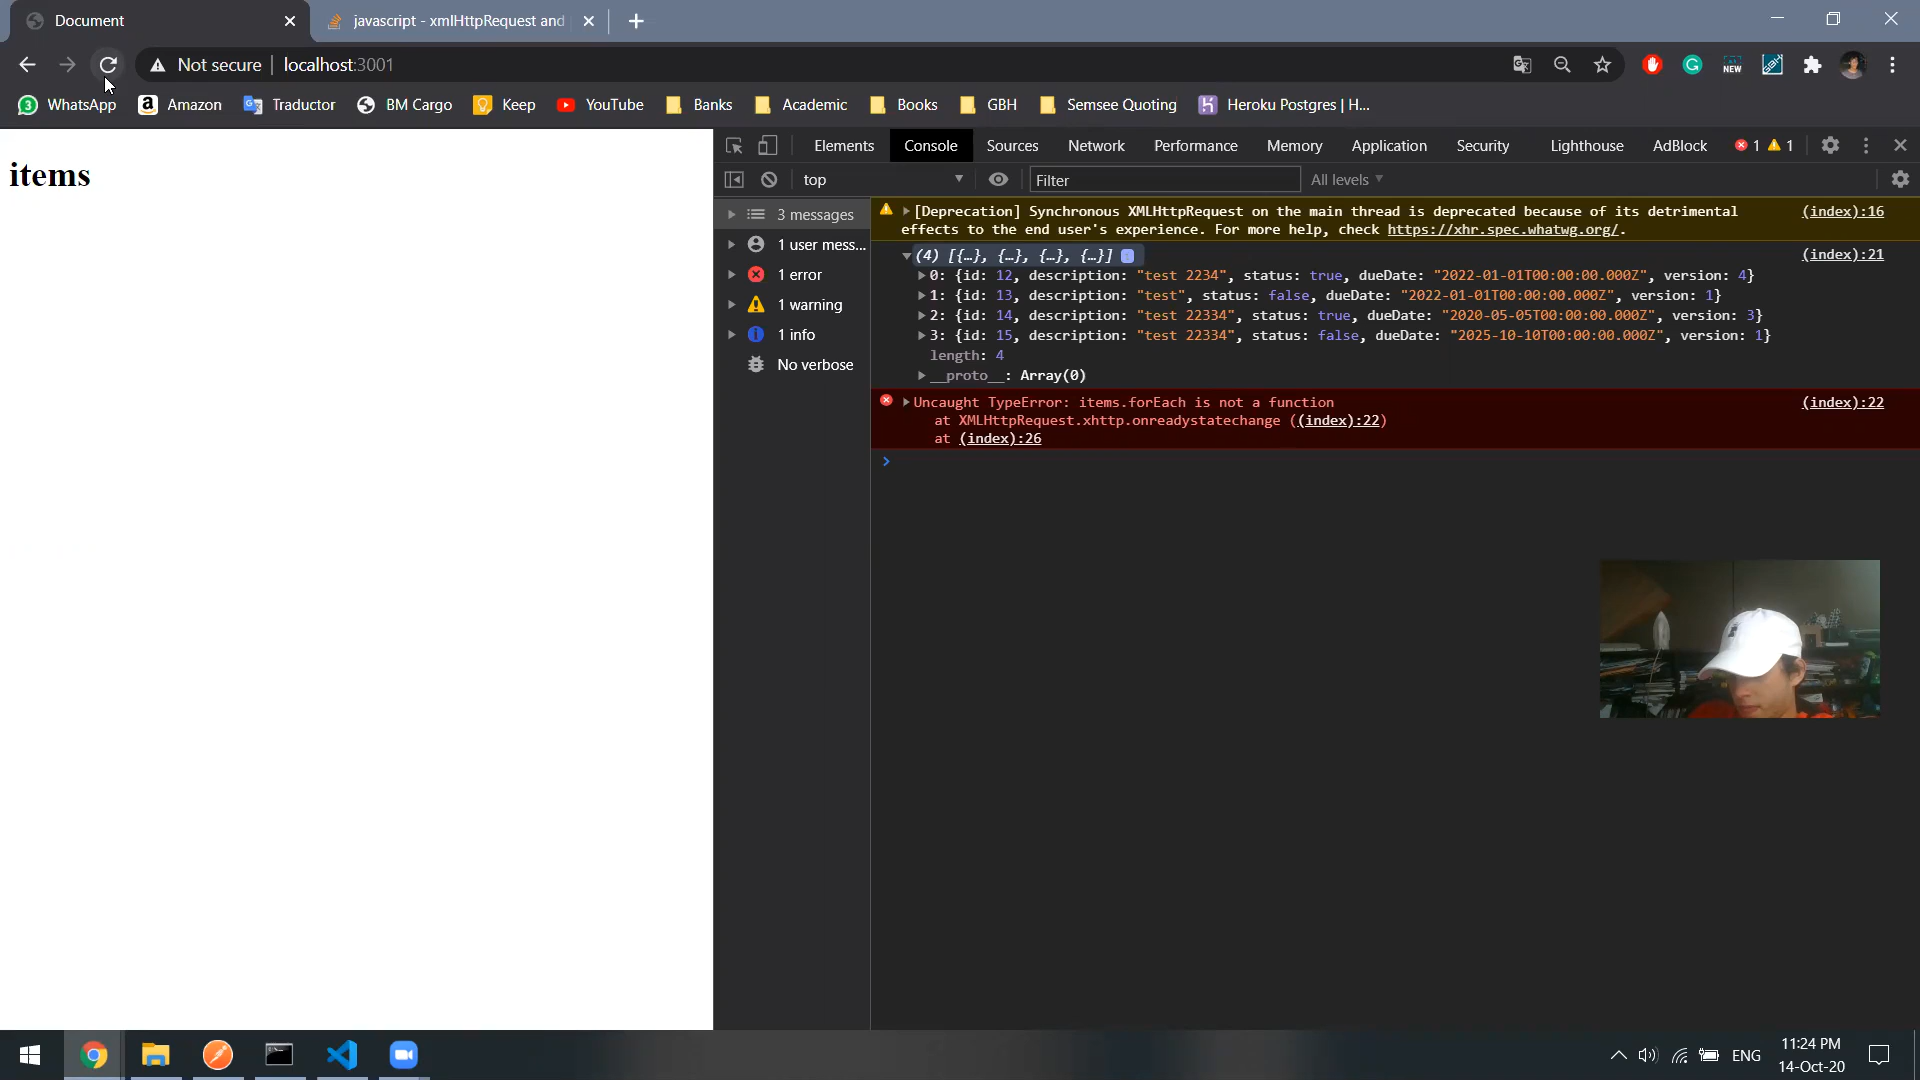 Document
javascript - xmlHttpRequest and
Not secure
localhost:3001
NEW
3 WhatsApp
Amazon
Traductor
BM Cargo
Keep
YouTube
Banks
Academic
Books
GBH
Semsee Quoting
Heroku Postgres | H...
items
Elements
Console
Sources
Network
Performance
Memory
Application
Security
Lighthouse
AdBlock
1
1
top
Filter
All levels
3 messages
1 user mess...
1 error
1 warning
1 info
No verbose
[Deprecation] Synchronous XMLHttpRequest on the main thread is deprecated because of its detrimental (index):16
effects to the end user's experience. For more help, check https://xhr.spec.whatwg.org/.
(4) [{…}, {…}, {…}, {…}] i (index):21
0: {id: 12, description: "test 2234", status: true, dueDate: "2022-01-01T00:00:00.000Z", version: 4}
1: {id: 13, description: "test", status: false, dueDate: "2022-01-01T00:00:00.000Z", version: 1}
2: {id: 14, description: "test 22334", status: true, dueDate: "2020-05-05T00:00:00.000Z", version: 3}
3: {id: 15, description: "test 22334", status: false, dueDate: "2025-10-10T00:00:00.000Z", version: 1}
length: 4
__proto__: Array(0)
Uncaught TypeError: items.forEach is not a function (index):22
at XMLHttpRequest.xhttp.onreadystatechange ((index):22)
at (index):26
ENG
11:24 PM
14-Oct-20